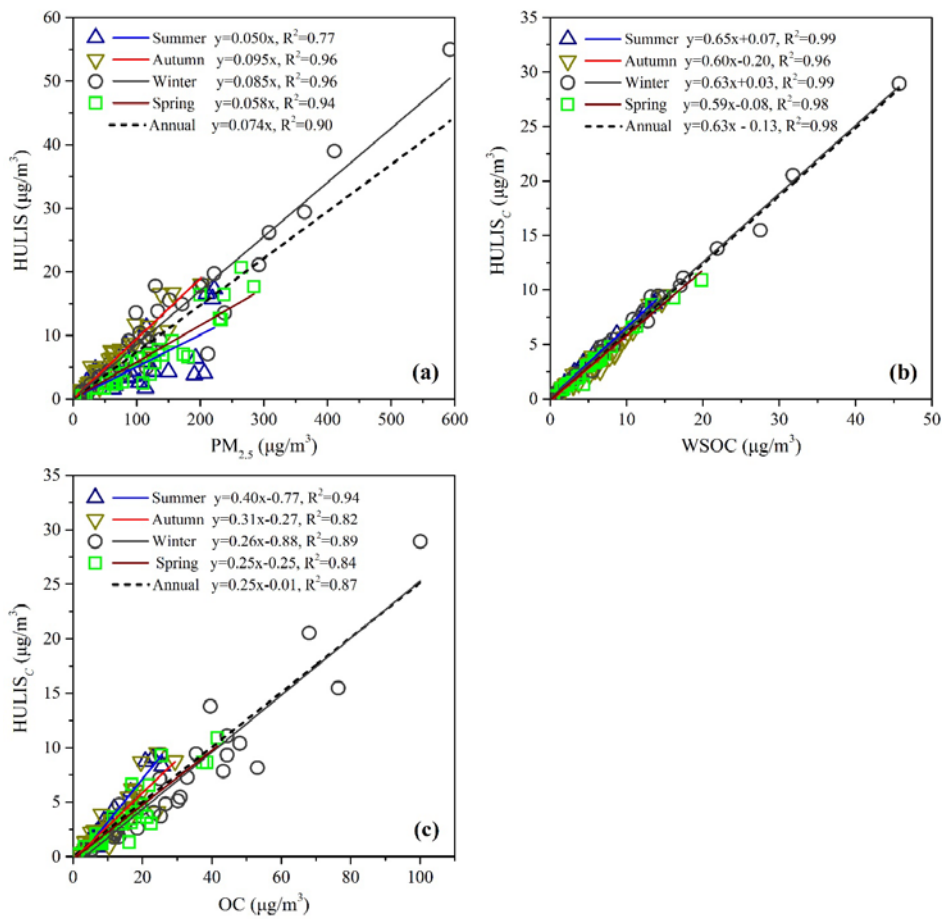 60
50
40
30
20
10
0
HULIS (μg/m³)
Summer y=0.050x, R²=0.77
Autumn y=0.095x, R²=0.96
Winter y=0.085x, R²=0.96
Spring y=0.058x, R²=0.94
Annual y=0.074x, R²=0.90
(a)
0 100 200 300 400 500 600
PM2.5 (μg/m³)
35
30
25
20
15
10
5
0
HULISC (μg/m³)
Summer y=0.65x+0.07, R²=0.99
Autumn y=0.60x-0.20, R²=0.96
Winter y=0.63x+0.03, R²=0.99
Spring y=0.59x-0.08, R²=0.98
Annual y=0.63x - 0.13, R²=0.98
(b)
0 10 20 30 40 50
WSOC (μg/m³)
35
30
25
20
15
10
5
0
HULISC (μg/m³)
Summer y=0.40x-0.77, R²=0.94
Autumn y=0.31x-0.27, R²=0.82
Winter y=0.26x-0.88, R²=0.89
Spring y=0.25x-0.25, R²=0.84
Annual y=0.25x-0.01, R²=0.87
(c)
0 20 40 60 80 100
OC (μg/m³)